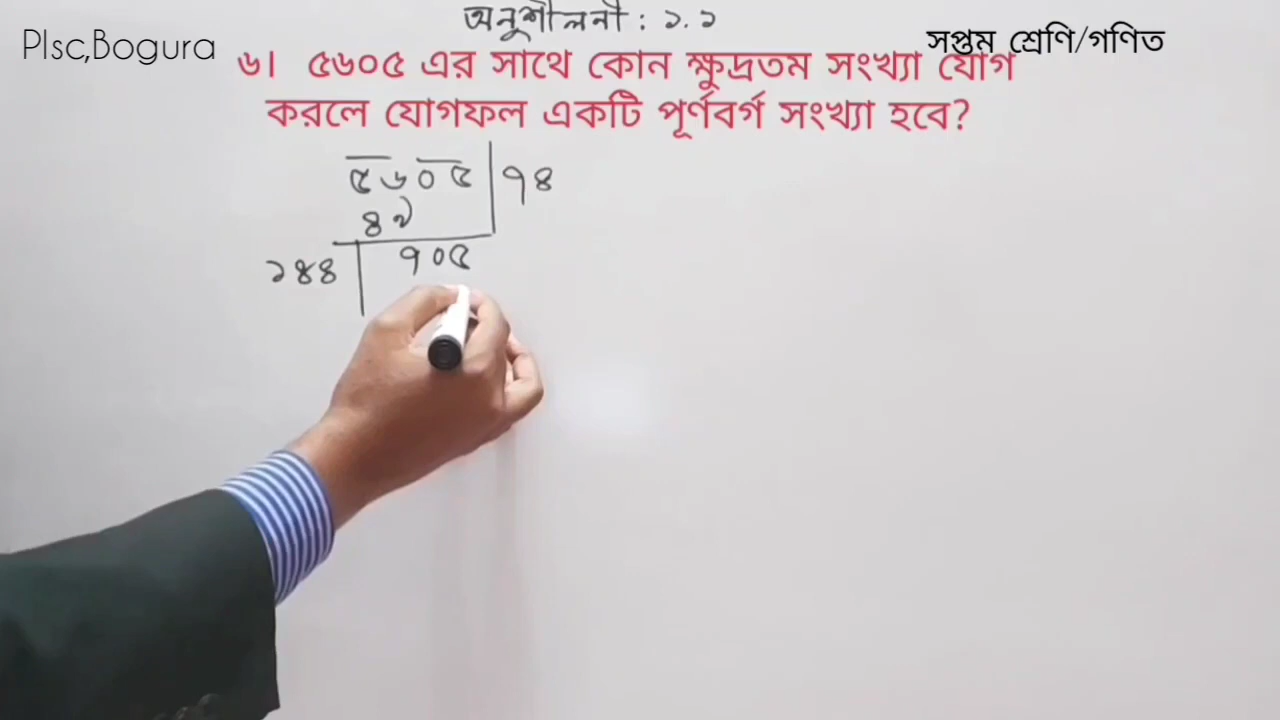 অনুশীলনী : ১.১
PIsc,Bogura
সপ্তম শ্রেণি/গণিত
৬। ৫৬০৫ এর সাথে কোন ক্ষুদ্রতম সংখ্যা যোগ
করলে যোগফল একটি পূর্ণবর্গ সংখ্যা হবে?
৫৬০৫ ৭৪
৪৯
১৪৪ ৭০৫